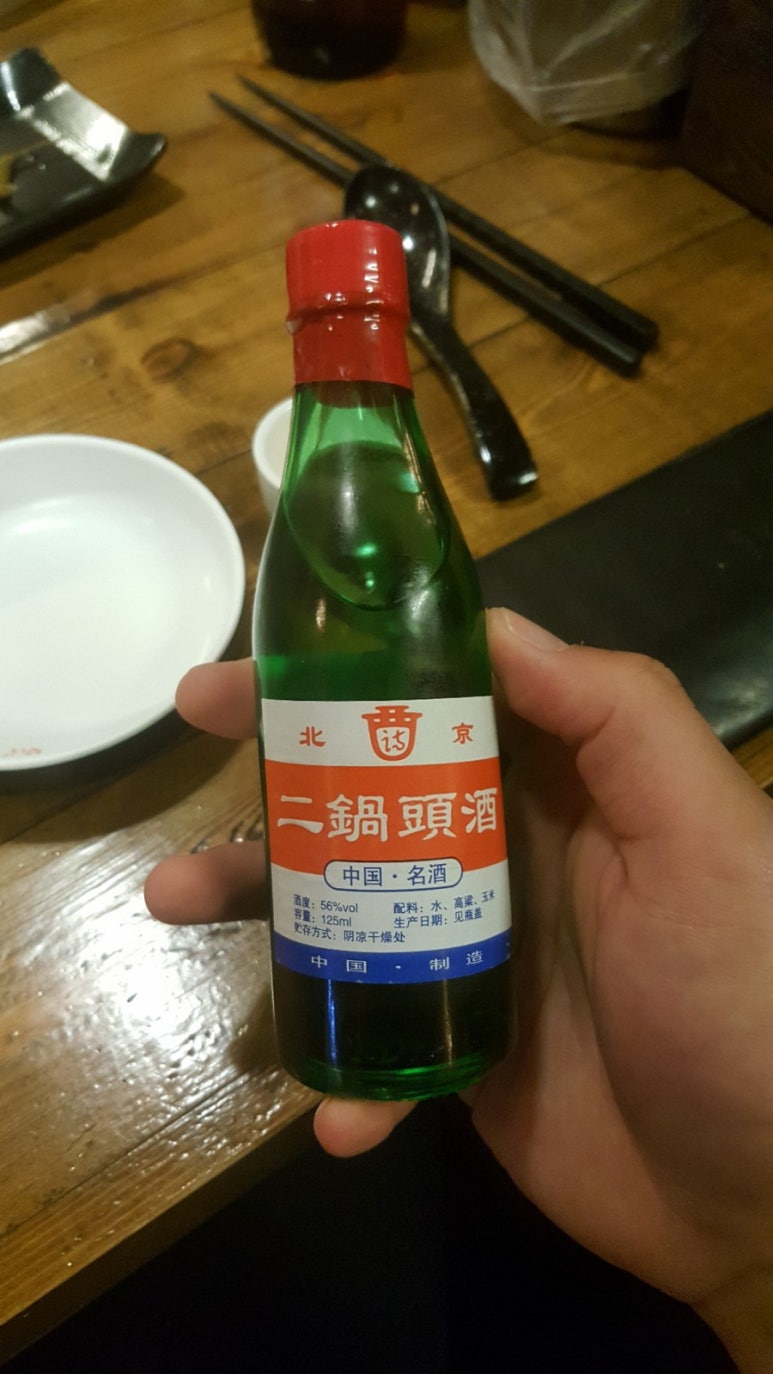 北 京
二鍋頭酒
中国·名酒
酒度：56%vol 配料：水、高粱、玉米
容量：125ml 生产日期：见瓶盖
贮存方式：阴凉干燥处
中国·制造